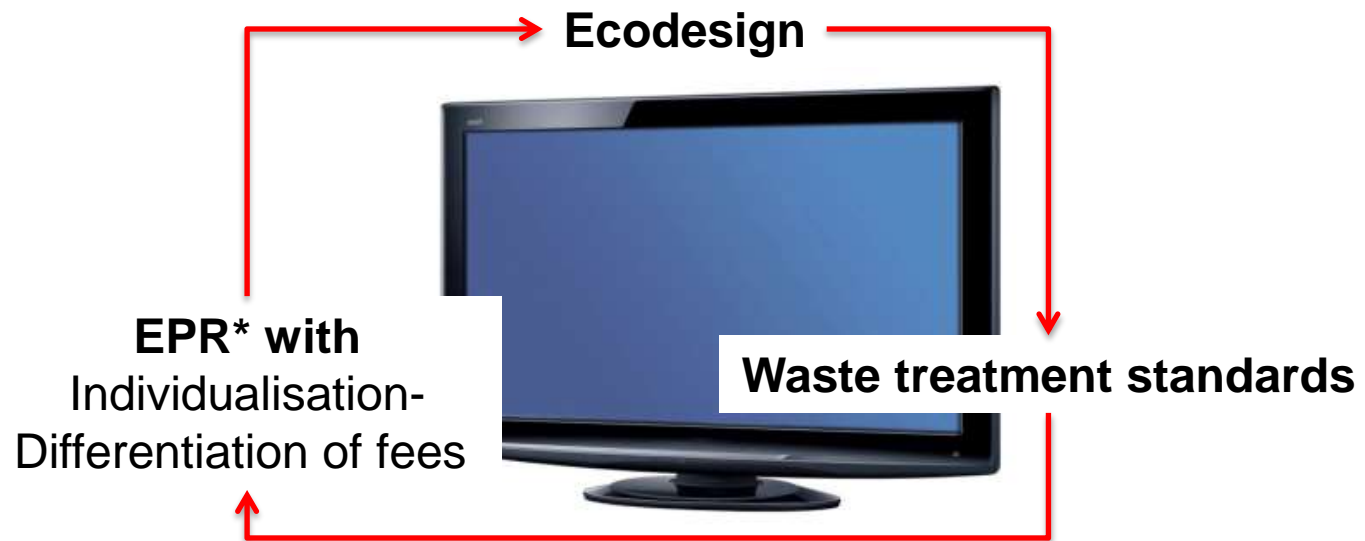 Ecodesign
EPR* with
Individualisation-
Differentiation of fees
Waste treatment standards